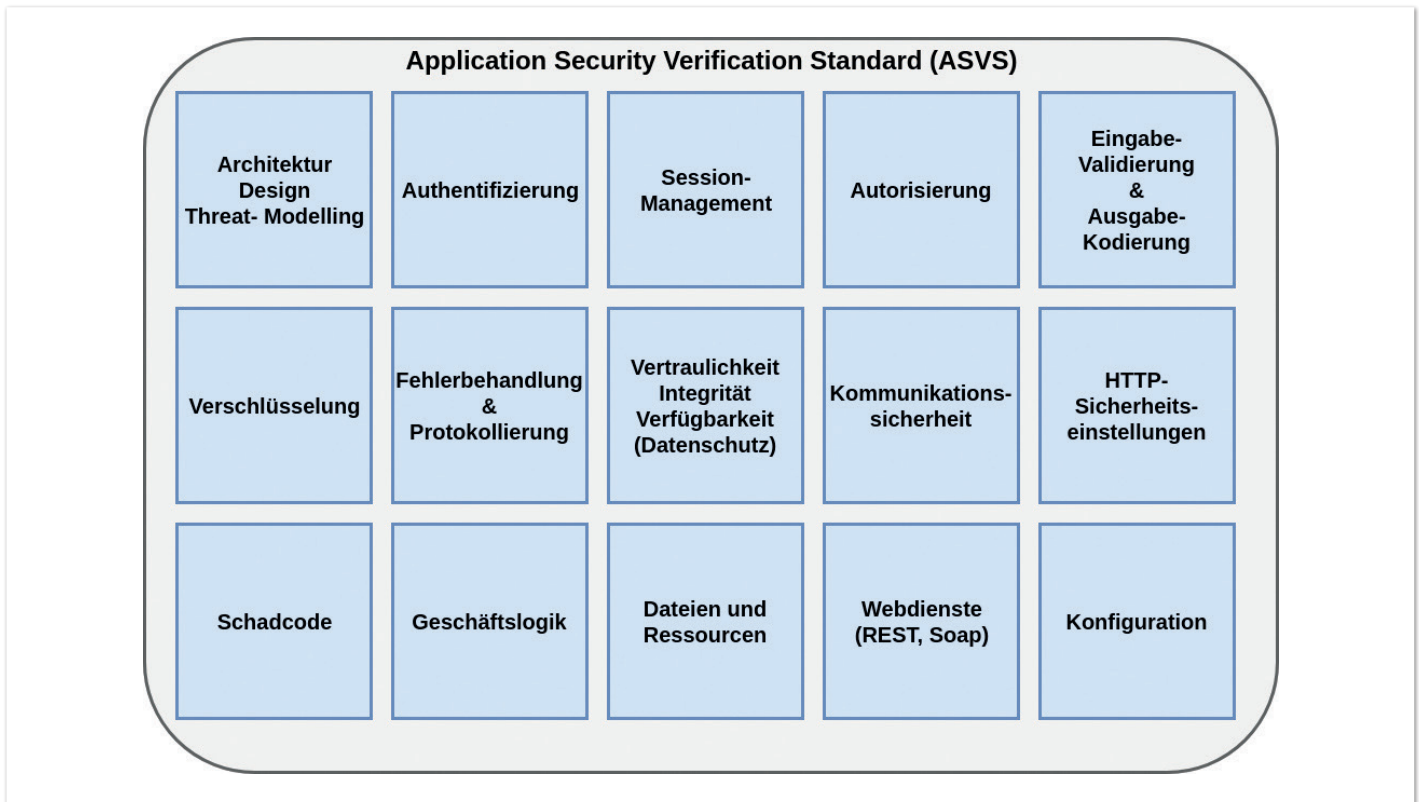 Application Security Verification Standard (ASVS)
Architektur
Design
Threat- Modelling
Authentifizierung
Session-
Management
Autorisierung
Eingabe-
Validierung
&
Ausgabe-
Kodierung
Verschlüsselung
Fehlerbehandlung
&
Protokollierung
Vertraulichkeit
Integrität
Verfügbarkeit
(Datenschutz)
Kommunikations-
sicherheit
HTTP-
Sicherheits-
einstellungen
Schadcode
Geschäftslogik
Dateien und
Ressourcen
Webdienste
(REST, Soap)
Konfiguration